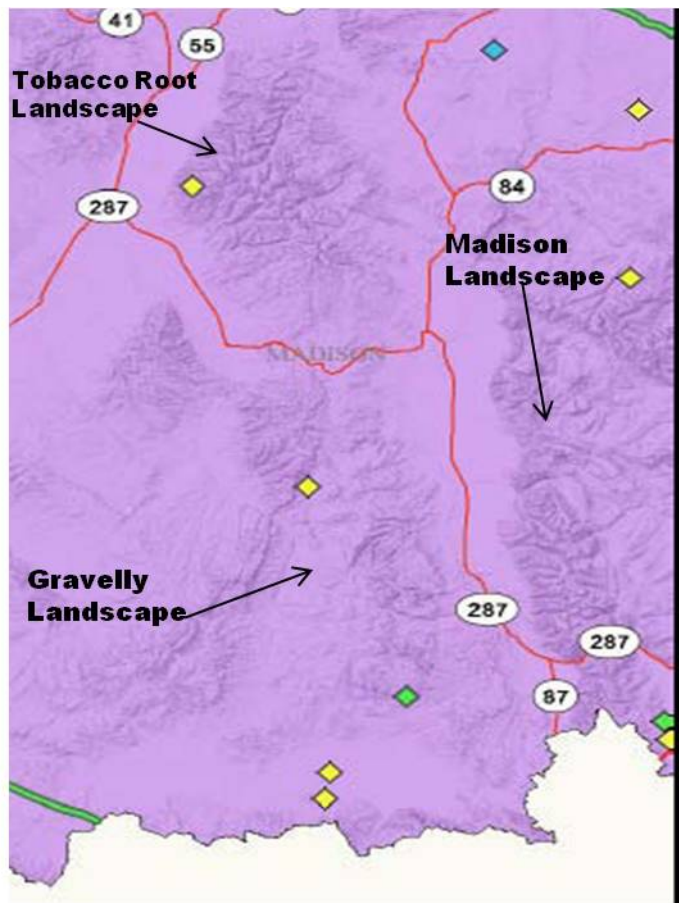 41
55
Tobacco Root
Landscape
287
84
Madison
Landscape
MADISON
Gravelly
Landscape
287
287
87